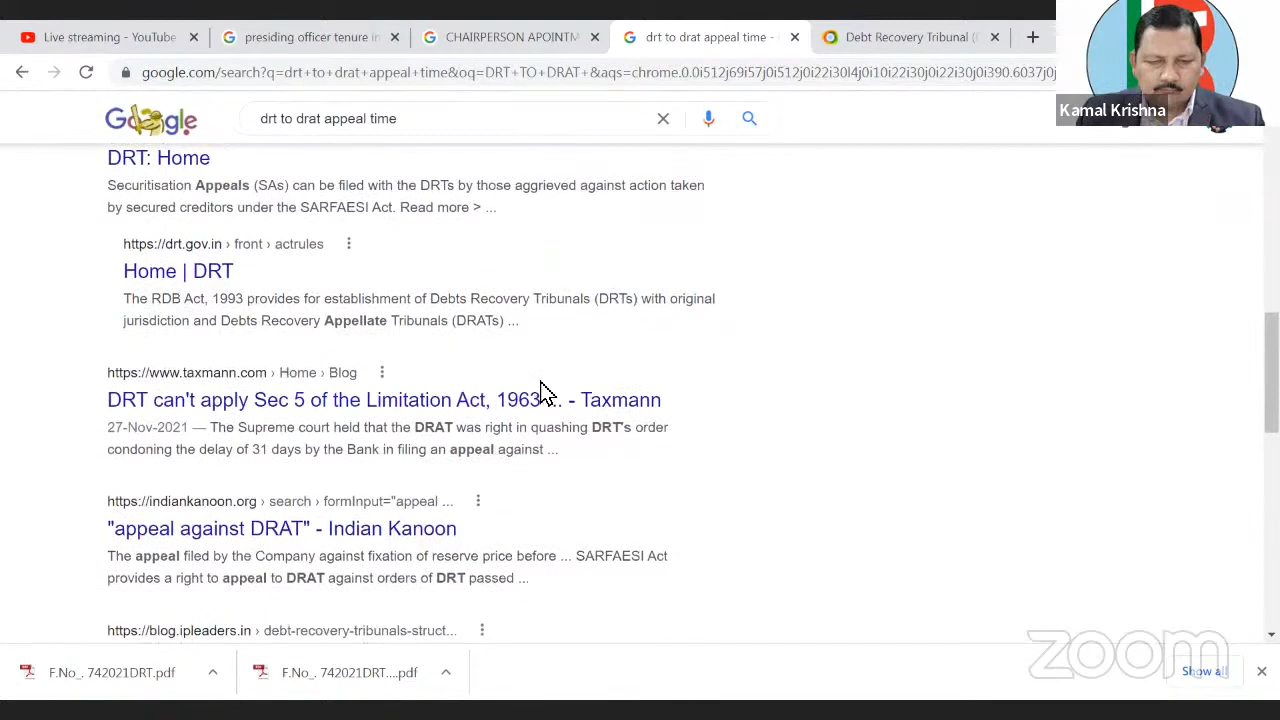 Live streaming - YouTube
presiding officer tenure in
CHAIRPERSON APOINTM
drt to drat appeal time -
Debt Recovery Tribunal (
google.com/search?q=drt+to+drat+appeal+time&oq=DRT+TO+DRAT+&aqs=chrome.0.0i512j69i57j0i512j0i22i30l4j0i10i22i30j0i22i30j0i390.6037j0
Kamal Krishna
Google
drt to drat appeal time
DRT: Home
Securitisation Appeals (SAs) can be filed with the DRTs by those aggrieved against action taken
by secured creditors under the SARFAESI Act. Read more > ...
https://drt.gov.in › front › actrules
Home | DRT
The RDB Act, 1993 provides for establishment of Debts Recovery Tribunals (DRTs) with original
jurisdiction and Debts Recovery Appellate Tribunals (DRATs) ...
https://www.taxmann.com › Home › Blog
DRT can't apply Sec 5 of the Limitation Act, 1963 ... - Taxmann
27-Nov-2021 — The Supreme court held that the DRAT was right in quashing DRT's order
condoning the delay of 31 days by the Bank in filing an appeal against ...
https://indiankanoon.org › search › formInput="appeal ...
"appeal against DRAT" - Indian Kanoon
The appeal filed by the Company against fixation of reserve price before ... SARFAESI Act
provides a right to appeal to DRAT against orders of DRT passed ...
https://blog.ipleaders.in › debt-recovery-tribunals-struct...
F.No_. 742021DRT.pdf
F.No_. 742021DRT....pdf
Show all
zoom